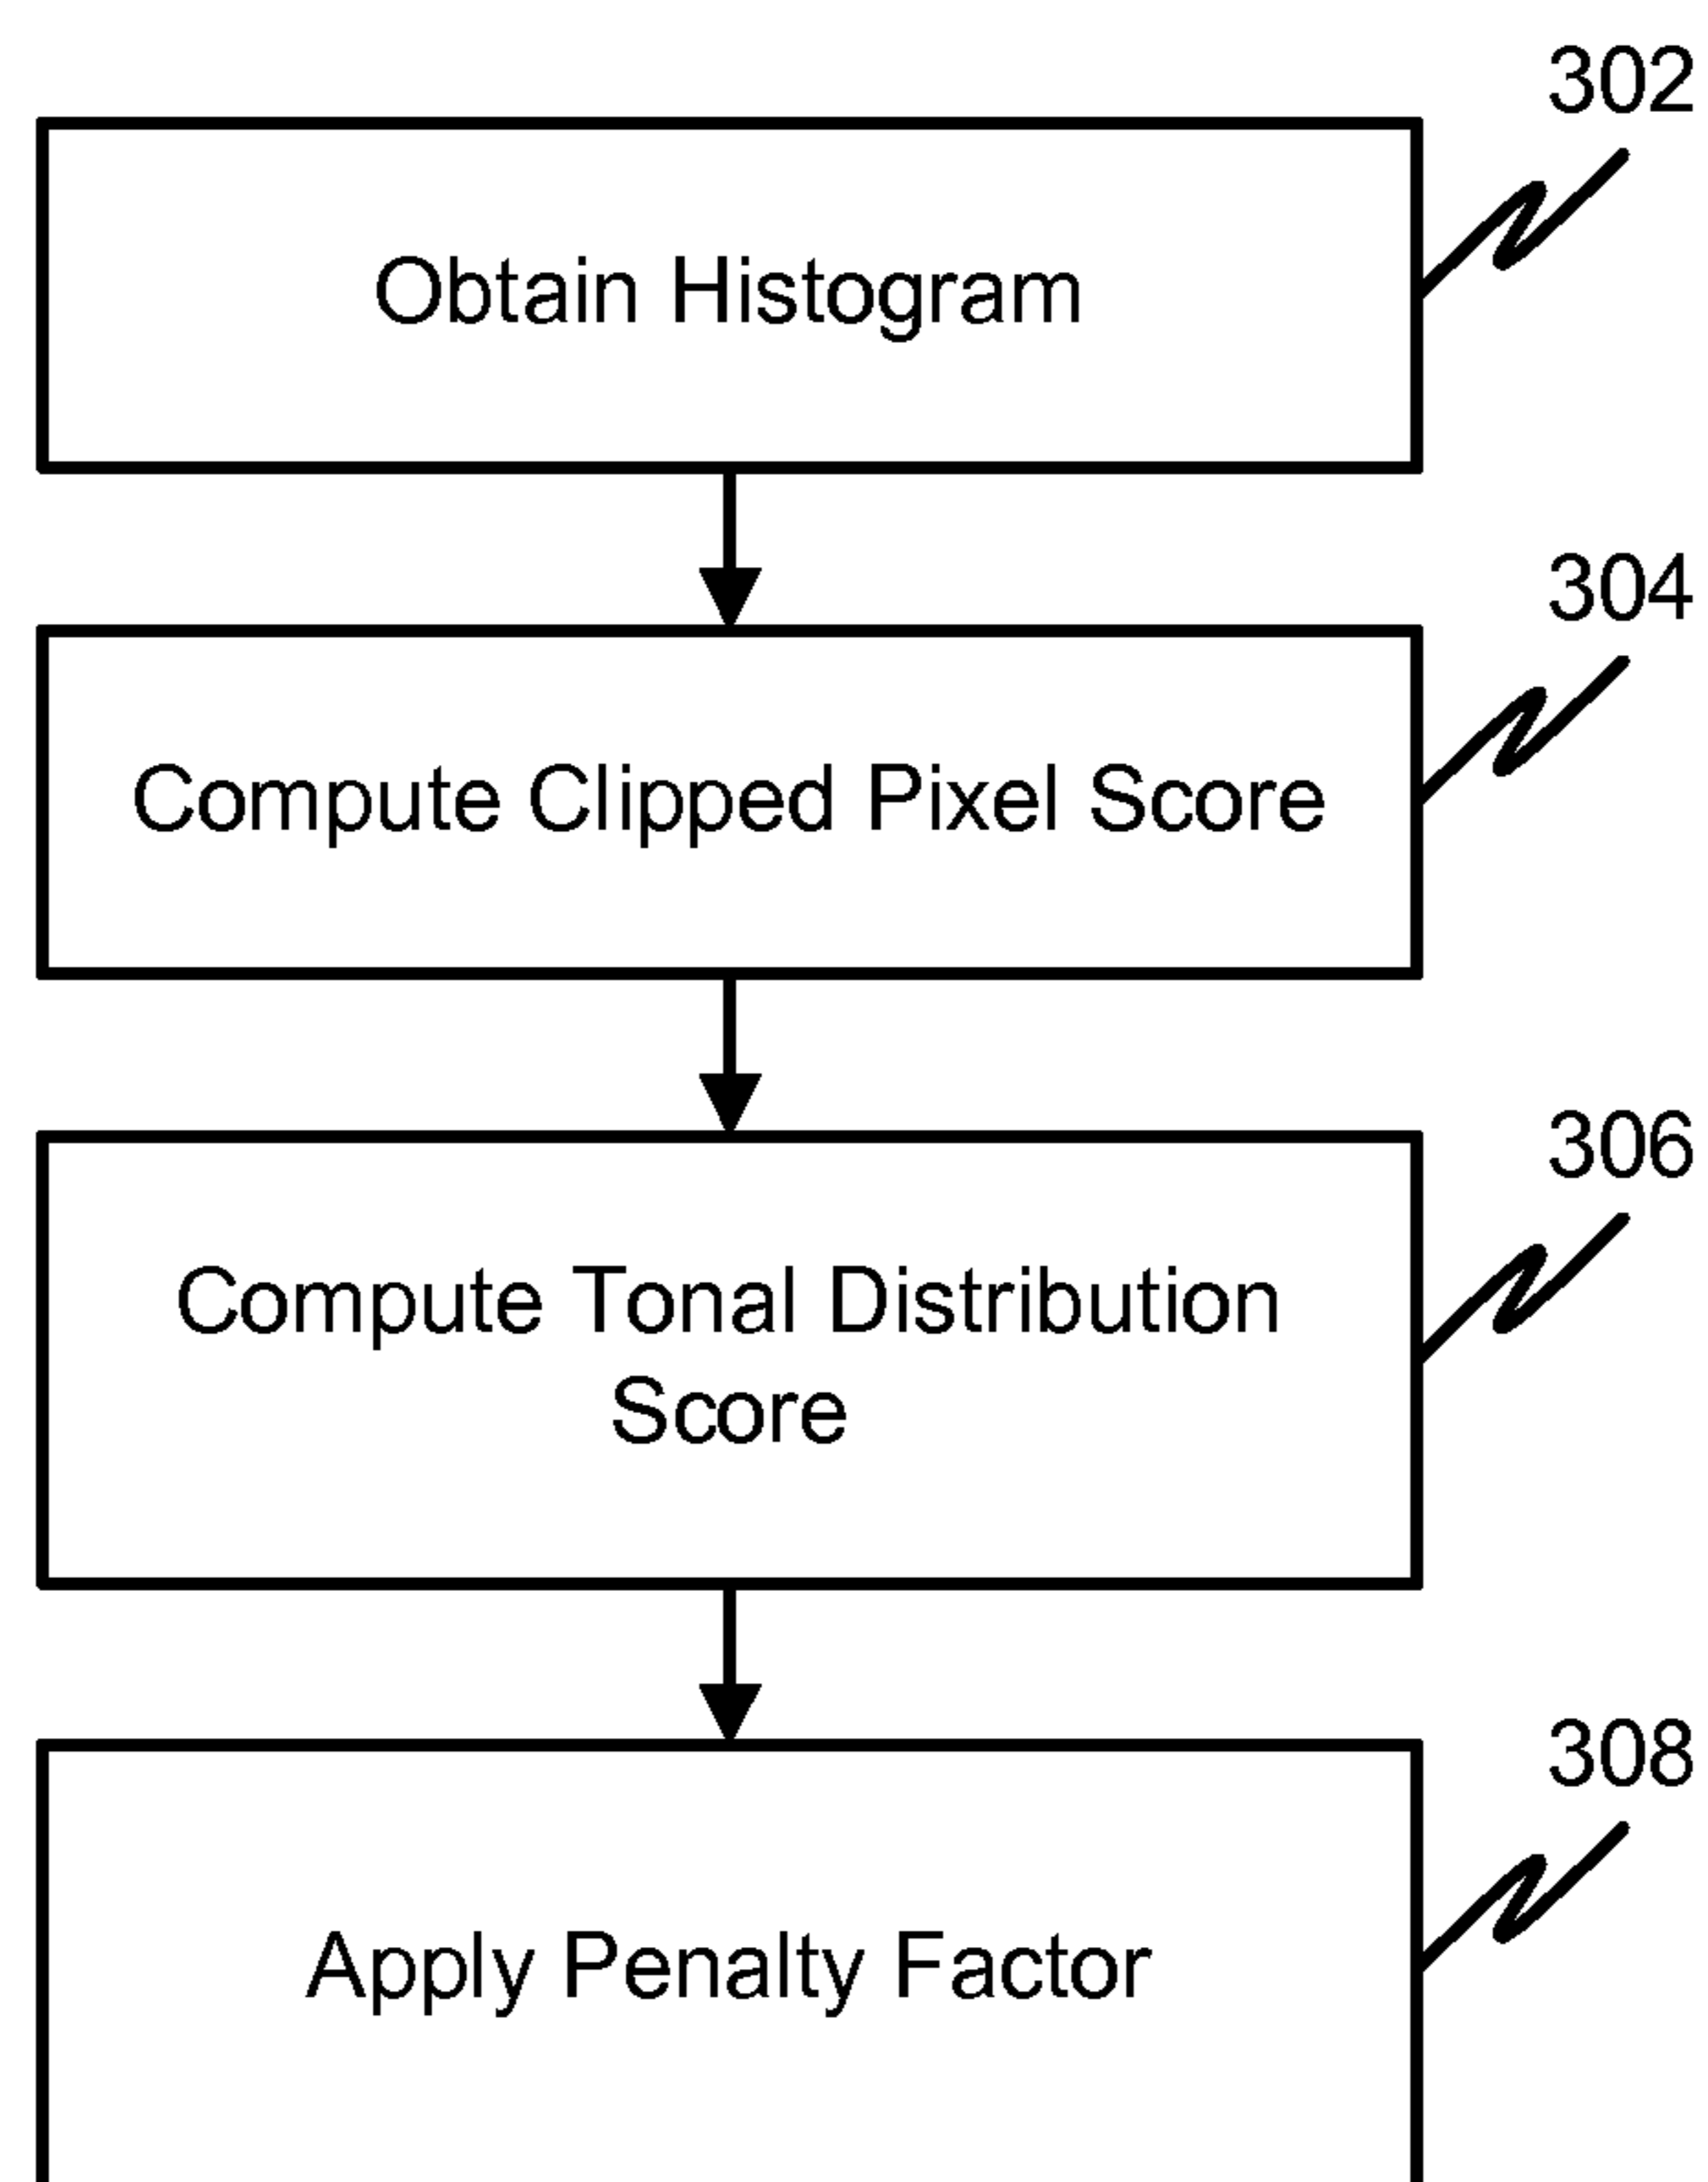 302
Obtain Histogram
304
Compute Clipped Pixel Score
306
Compute Tonal Distribution
Score
308
Apply Penalty Factor